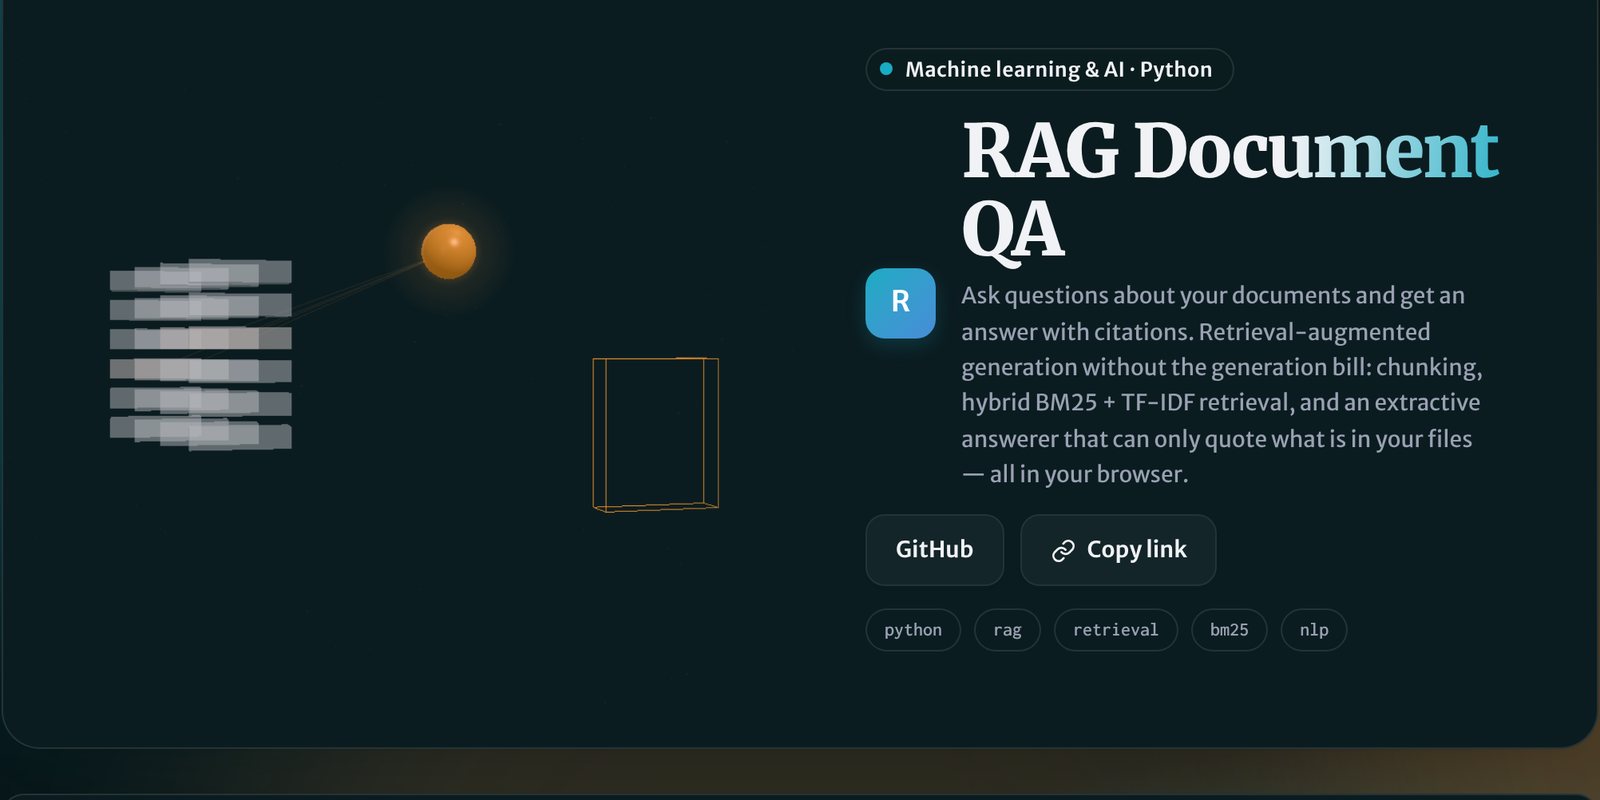 Machine learning & AI · Python
RAG Document
QA
R
Ask questions about your documents and get an
answer with citations. Retrieval-augmented
generation without the generation bill: chunking,
hybrid BM25 + TF-IDF retrieval, and an extractive
answerer that can only quote what is in your files
— all in your browser.
GitHub
Copy link
python
rag
retrieval
bm25
nlp